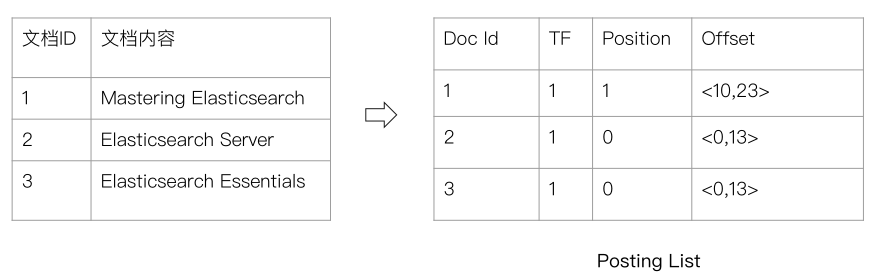 文档ID 文档内容
1 Mastering Elasticsearch
2 Elasticsearch Server
3 Elasticsearch Essentials
Doc Id TF Position Offset
1 1 1 <10,23>
2 1 0 <0,13>
3 1 0 <0,13>
Posting List